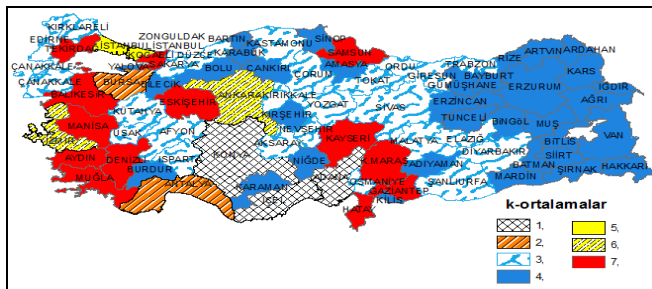 KIRKLARELİ
EDİRNE
TEKİRDAĞ
İSTANBUL İSTANBUL
KOCAELİ
DÜZCE
ZONGULDAK
BARTIN
KARABÜK
KASTAMONU
SİNOP
SAMSUN
AMASYA
ORDU
GİRESUN
TRABZON
RİZE
ARTVİN
ARDAHAN
KARS
IĞDIR
ÇANAKKALE
ÇANAKKALE
YALOVA
SAKARYA
BOLU
ÇANKIRI
ÇORUM
TOKAT
GÜMÜŞHANE
BAYBURT
ERZURUM
AĞRI
BALIKESİR
BURSA
BİLECİK
ESKİŞEHİR
ANKARA
KIRIKKALE
YOZGAT
SİVAS
ERZİNCAN
TUNCELİ
BİNGÖL
MUŞ
VAN
KÜTAHYA
KIRŞEHİR
NEVŞEHİR
KAYSERİ
MALATYA
ELAZIĞ
BİTLİS
MANİSA
İZMİR
UŞAK
AFYON
AKSARAY
DİYARBAKIR
SİİRT
BATMAN
HAKKARİ
AYDIN
DENİZLİ
ISPARTA
KONYA
NİĞDE
K.MARAS
ADIYAMAN
MARDİN
ŞIRNAK
MUĞLA
BURDUR
ANTALYA
KARAMAN
İÇEL
ADANA
OSMANİYE
GAZİANTEP
ŞANLIURFA
KİLİS
HATAY
k-ortalamalar
1,
2,
3,
4,
5,
6,
7,